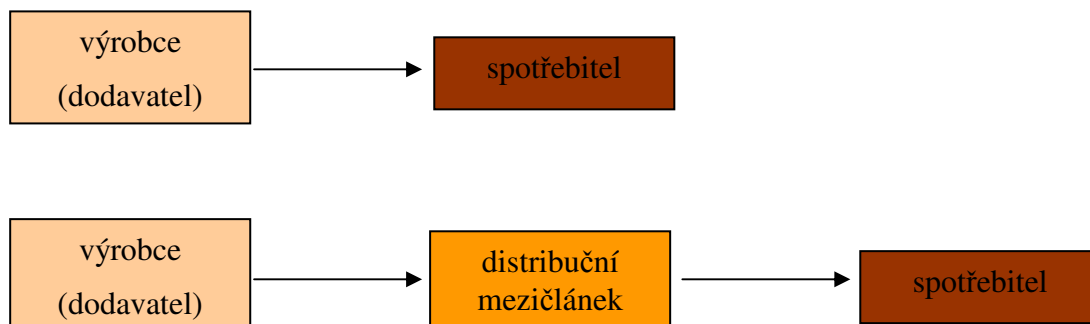 výrobce
(dodavatel)
spotřebitel
výrobce
(dodavatel)
distribuční
mezičlánek
spotřebitel